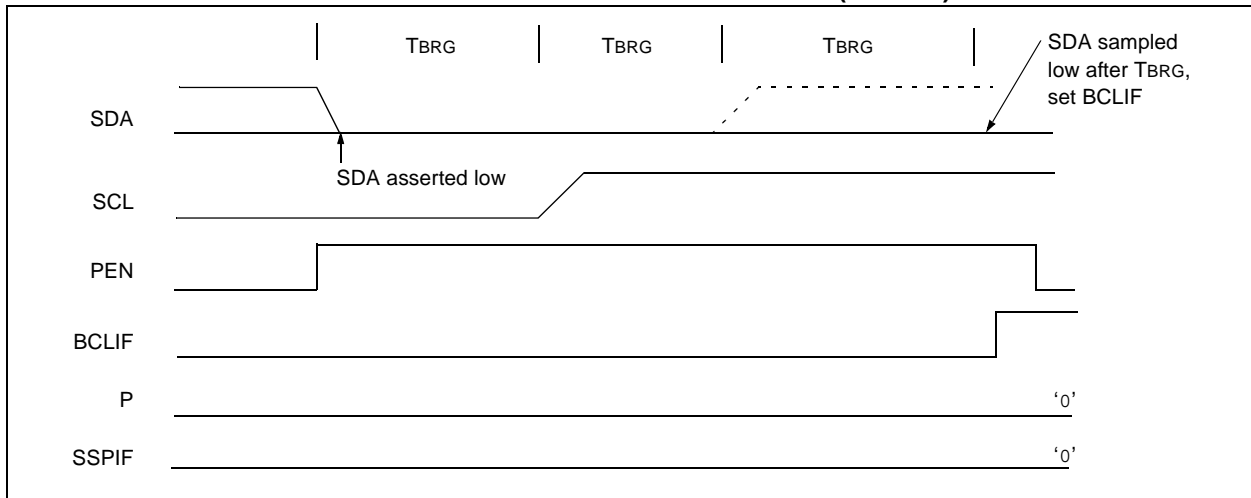 TBRG TBRG TBRG
SDA sampled
low after TBRG,
set BCLIF
SDA
SDA asserted low
SCL
PEN
BCLIF
P
'0'
SSPIF
'0'